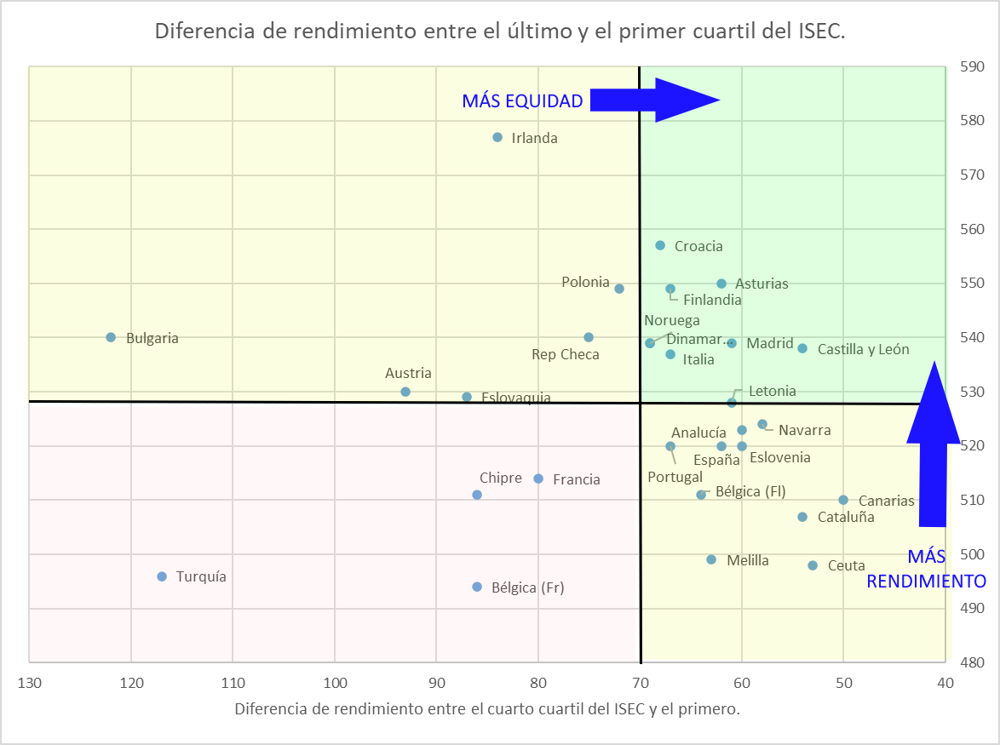 Diferencia de rendimiento entre el último y el primer cuartil del ISEC.
590
MÁS EQUIDAD
580
Irlanda
570
560
Croacia
550
Polonia
Asturias
Finlandia
Noruega
540
Bulgaria
Dinamar...
Madrid
Castilla y León
Rep Checa
Italia
Austria
530
Letonia
Eslovaquia
520
Analucía
Navarra
España
Eslovenia
Portugal
Chipre
Francia
510
Bélgica (Fl)
Canarias
Cataluña
500
MÁS
RENDIMIENTO
Melilla
Ceuta
Turquía
Bélgica (Fr)
490
480
130 120 110 100 90 80 70 60 50 40
Diferencia de rendimiento entre el cuarto cuartil del ISEC y el primero.